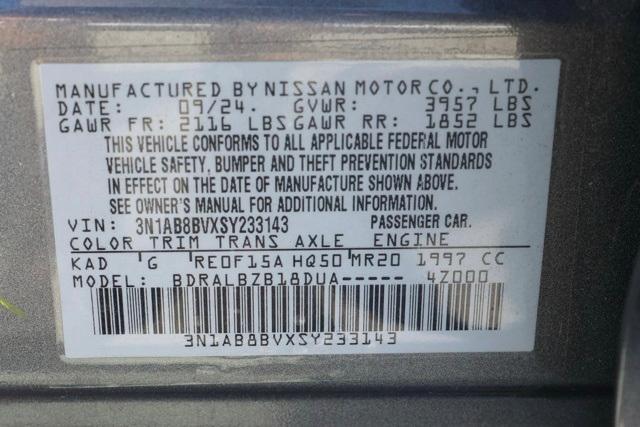 MANUFACTURED BY NISSAN MOTOR CO., LTD.
DATE: 09/24. GVWR: 3957 LBS
GAWR FR: 2116 LBS GAWR RR: 1852 LBS
THIS VEHICLE CONFORMS TO ALL APPLICABLE FEDERAL MOTOR
VEHICLE SAFETY, BUMPER AND THEFT PREVENTION STANDARDS
IN EFFECT ON THE DATE OF MANUFACTURE SHOWN ABOVE.
SEE OWNER'S MANUAL FOR ADDITIONAL INFORMATION.
VIN: 3N1AB8BVXSY233143 PASSENGER CAR.
COLOR TRIM TRANS AXLE ENGINE
KAD G RE0F15A HQ50 MR20 1997 CC
MODEL: BDRALBZB18DUA----- 4Z000
3N1AB8BVXSY233143